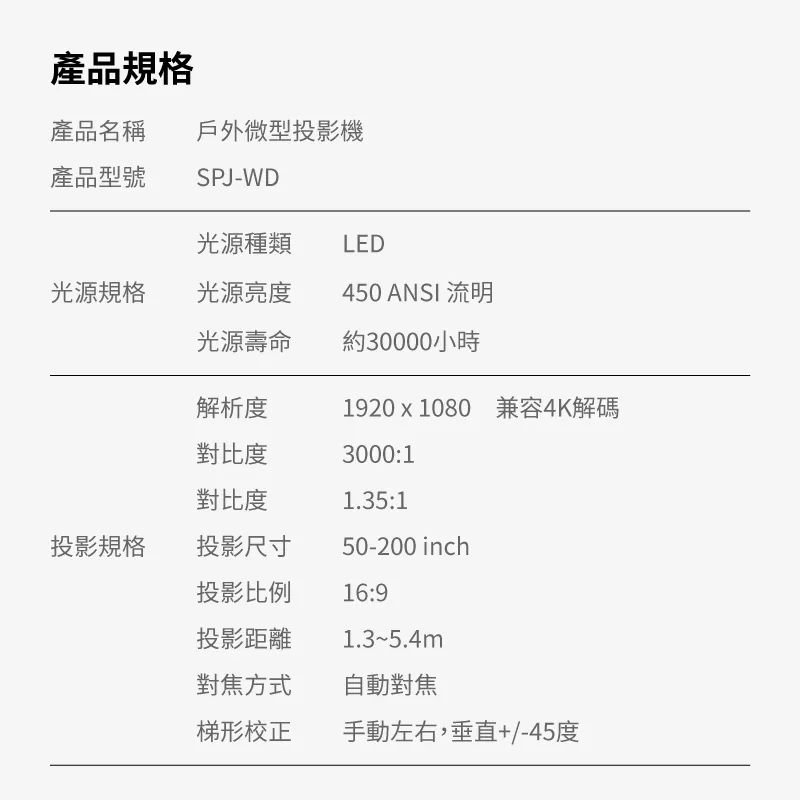 產品規格
產品名稱 戶外微型投影機
產品型號 SPJ-WD
光源種類 LED
光源規格 光源亮度 450 ANSI 流明
光源壽命 約30000小時
解析度 1920 x 1080 兼容4K解碼
對比度 3000:1
對比度 1.35:1
投影規格 投影尺寸 50-200 inch
投影比例 16:9
投影距離 1.3~5.4m
對焦方式 自動對焦
梯形校正 手動左右，垂直+/-45度